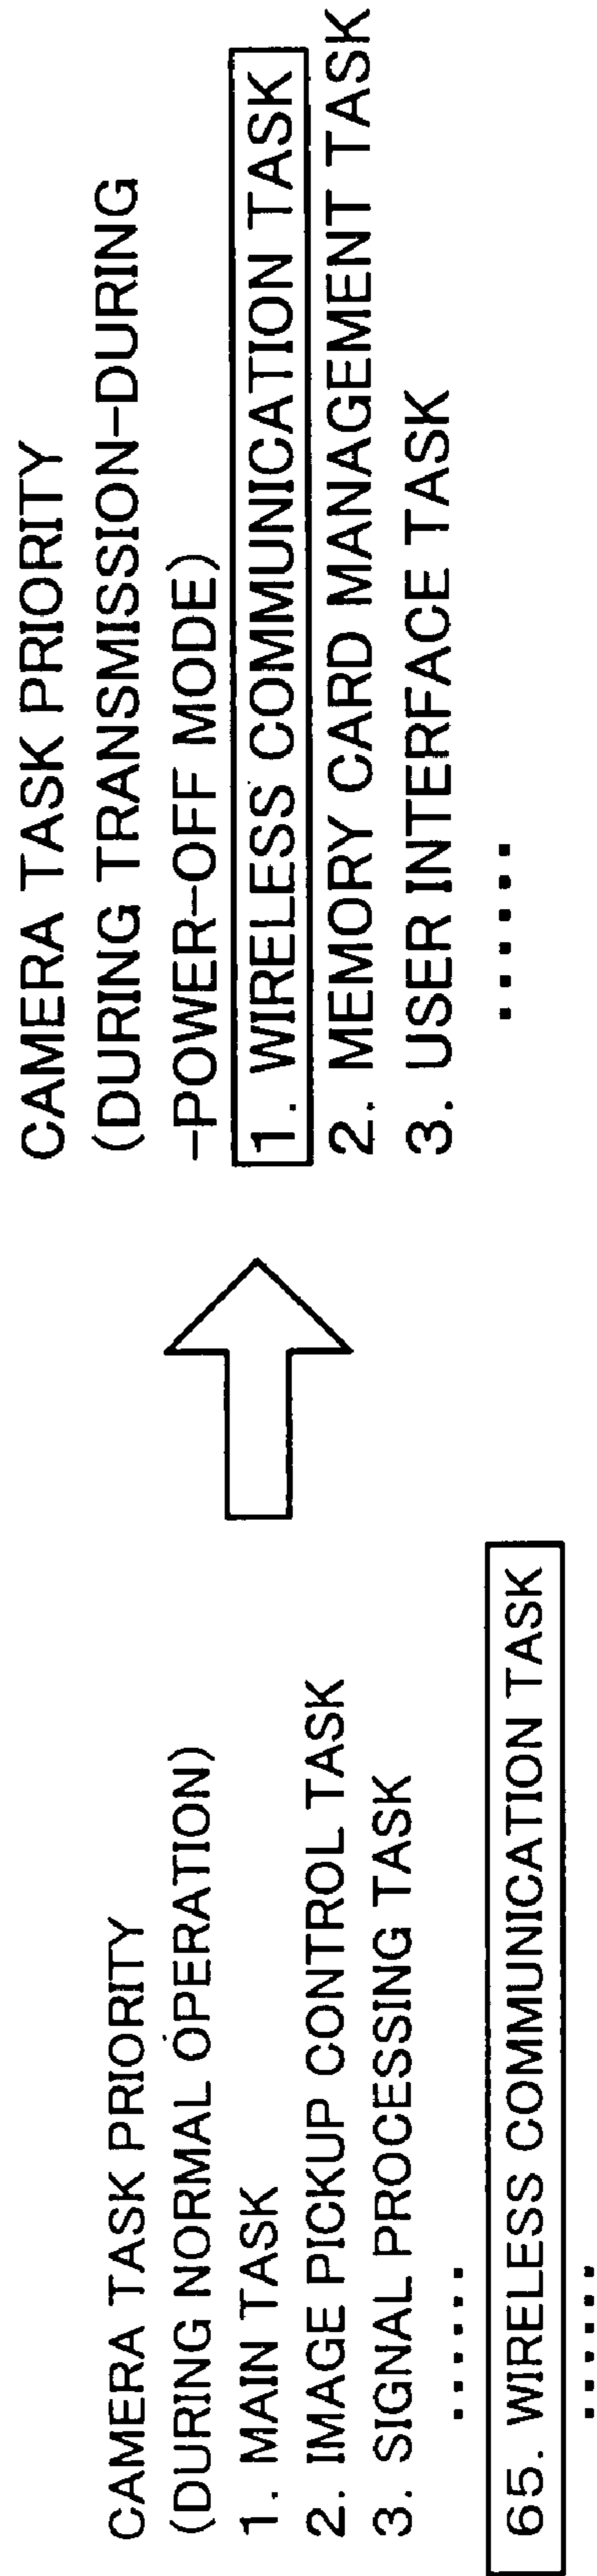 CAMERA TASK PRIORITY
(DURING NORMAL OPERATION)
1. MAIN TASK
2. IMAGE PICKUP CONTROL TASK
3. SIGNAL PROCESSING TASK
......
65. WIRELESS COMMUNICATION TASK
......
CAMERA TASK PRIORITY
(DURING TRANSMISSION-DURING
-POWER-OFF MODE)
1. WIRELESS COMMUNICATION TASK
2. MEMORY CARD MANAGEMENT TASK
3. USER INTERFACE TASK
......